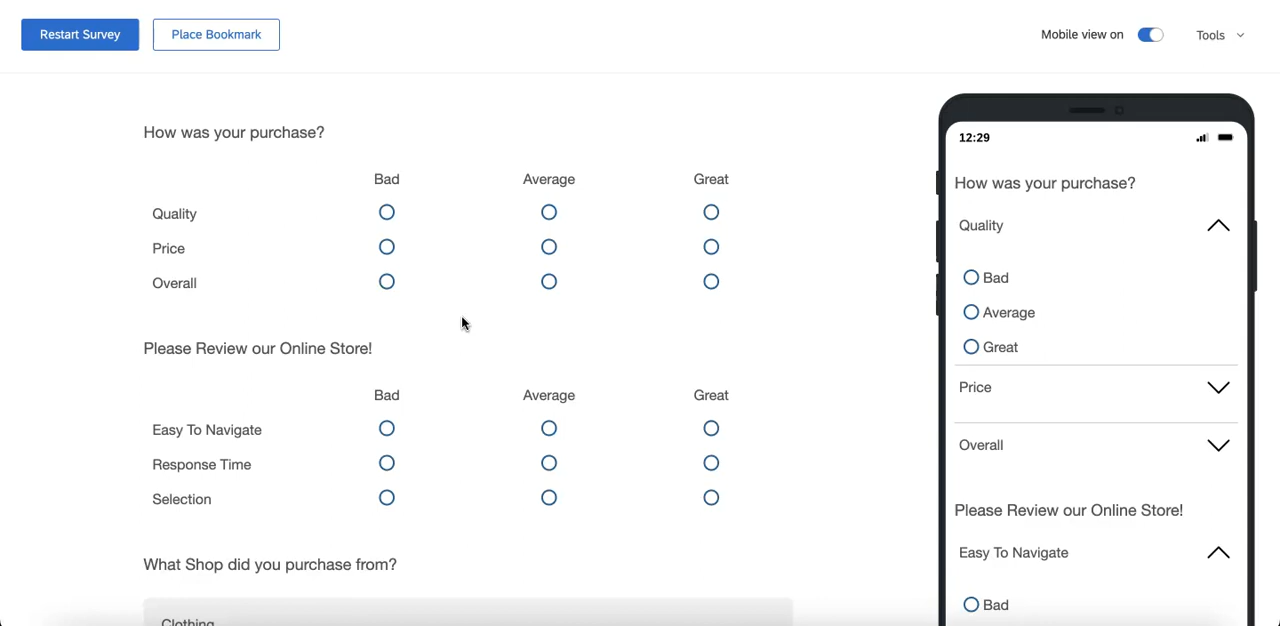 Restart Survey
Place Bookmark
Mobile view on
Tools
How was your purchase?
Bad Average Great
Quality
Price
Overall
Please Review our Online Store!
Bad Average Great
Easy To Navigate
Response Time
Selection
What Shop did you purchase from?
Clothing
12:29
How was your purchase?
Quality
Bad
Average
Great
Price
Overall
Please Review our Online Store!
Easy To Navigate
Bad